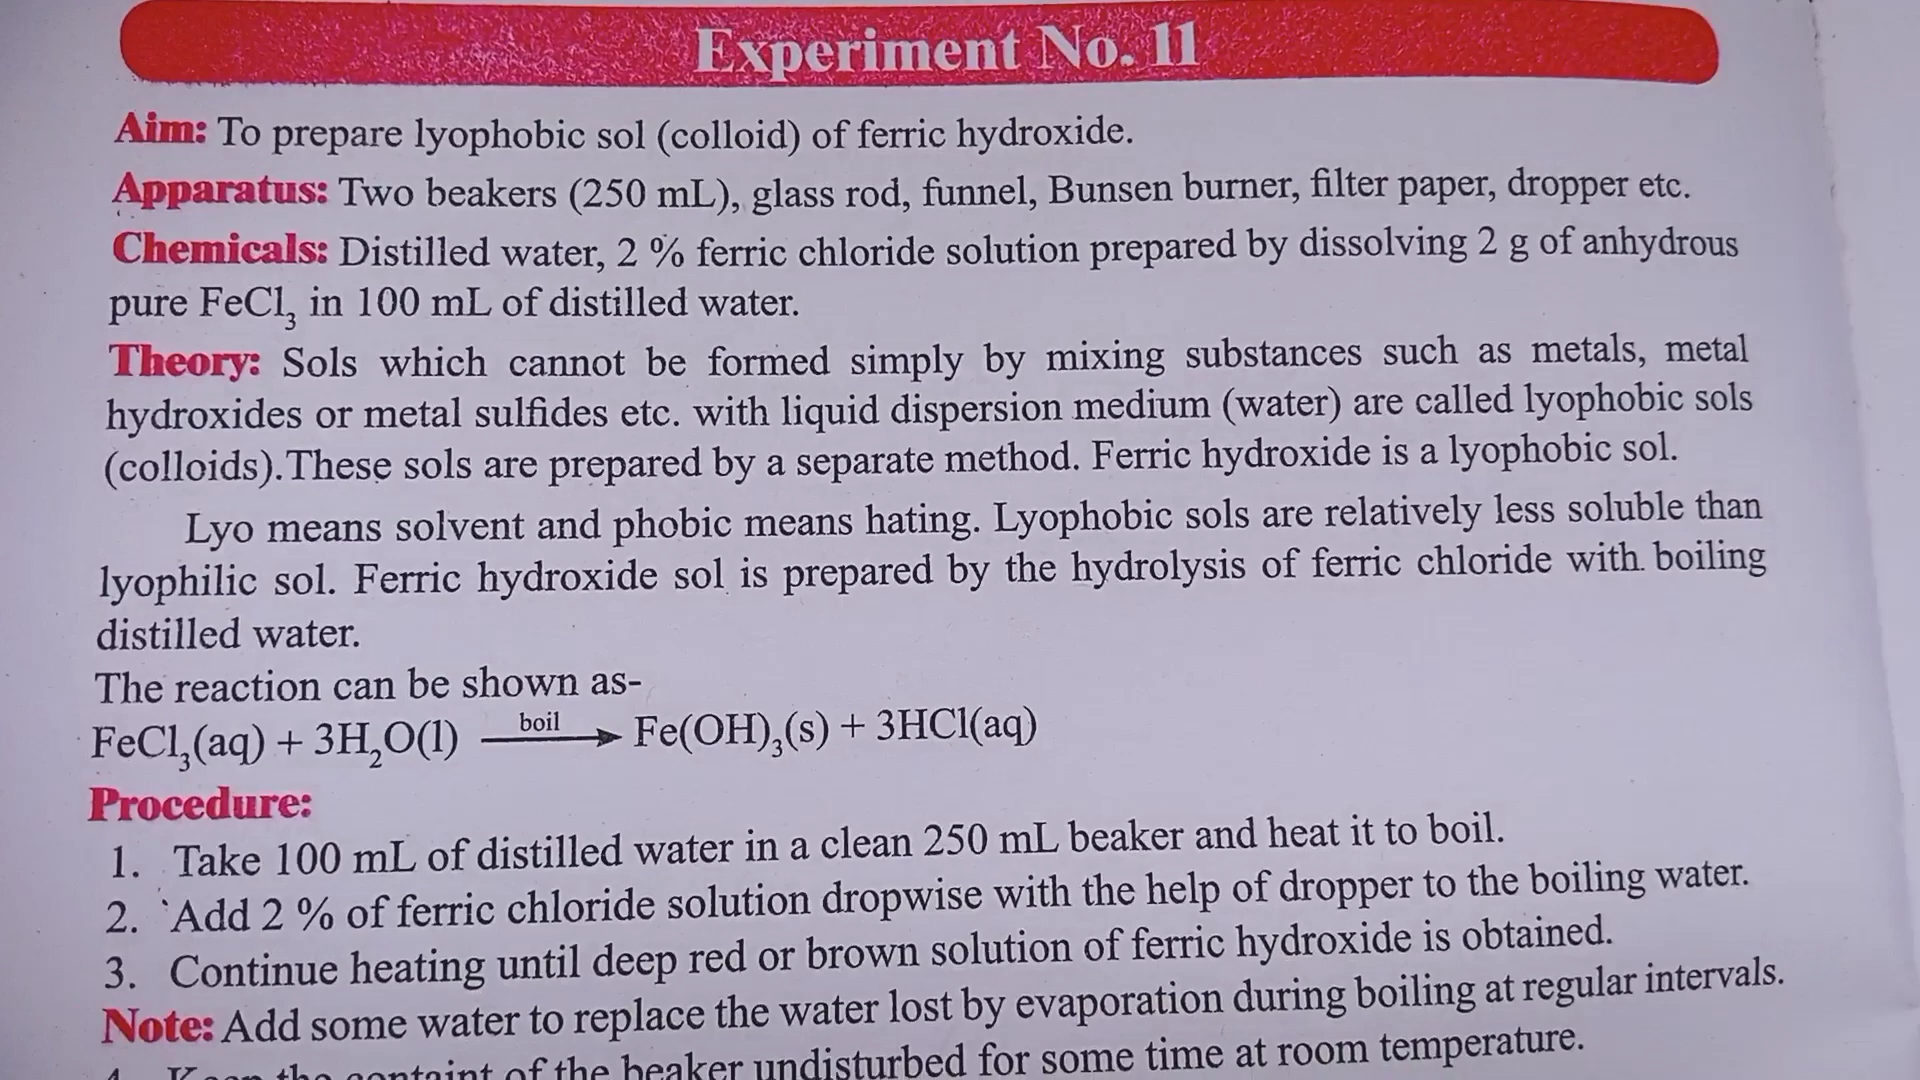 Experiment No. 11
Aim: To prepare lyophobic sol (colloid) of ferric hydroxide.
Apparatus: Two beakers (250 mL), glass rod, funnel, Bunsen burner, filter paper, dropper etc.
Chemicals: Distilled water, 2 % ferric chloride solution prepared by dissolving 2 g of anhydrous
pure FeCl₃ in 100 mL of distilled water.
Theory: Sols which cannot be formed simply by mixing substances such as metals, metal
hydroxides or metal sulfides etc. with liquid dispersion medium (water) are called lyophobic sols
(colloids).These sols are prepared by a separate method. Ferric hydroxide is a lyophobic sol.
Lyo means solvent and phobic means hating. Lyophobic sols are relatively less soluble than
lyophilic sol. Ferric hydroxide sol is prepared by the hydrolysis of ferric chloride with boiling
distilled water.
The reaction can be shown as-
FeCl₃(aq) + 3H₂O(l) boil → Fe(OH)₃(s) + 3HCl(aq)
Procedure:
1. Take 100 mL of distilled water in a clean 250 mL beaker and heat it to boil.
2. Add 2 % of ferric chloride solution dropwise with the help of dropper to the boiling water.
3. Continue heating until deep red or brown solution of ferric hydroxide is obtained.
Note: Add some water to replace the water lost by evaporation during boiling at regular intervals.
4. Keep the containt of the beaker undisturbed for some time at room temperature.